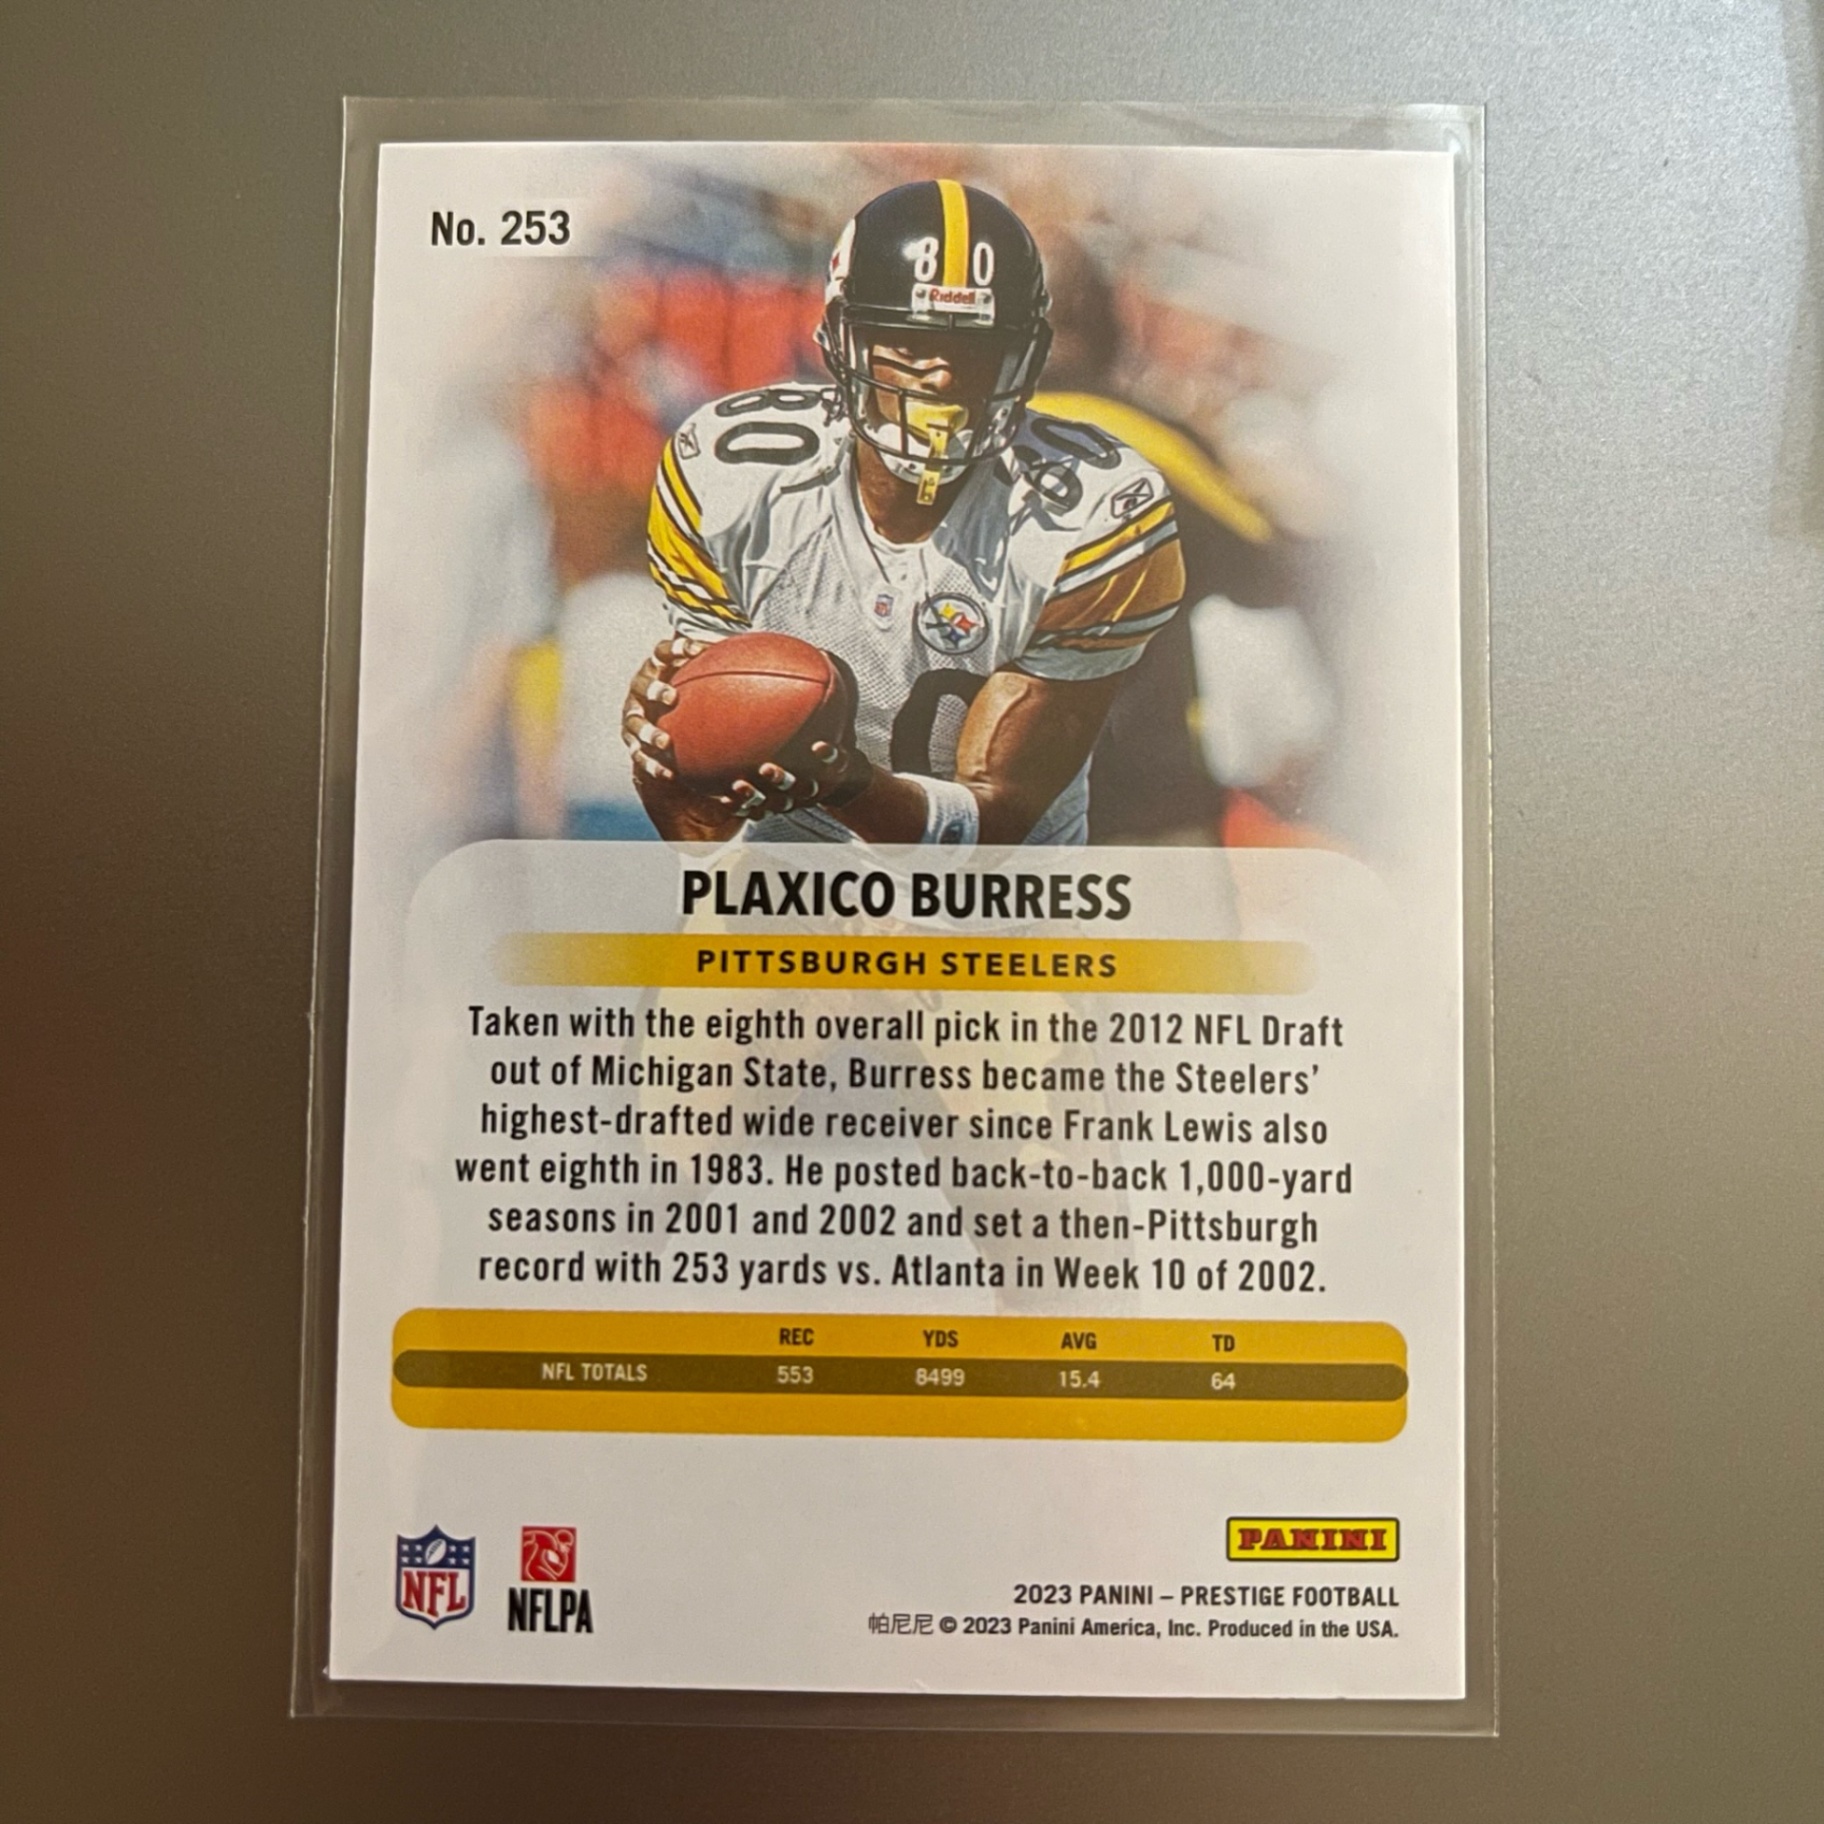 No. 253
80
Riddell
80
80
PLAXICO BURRESS
PITTSBURGH STEELERS
Taken with the eighth overall pick in the 2012 NFL Draft
out of Michigan State, Burress became the Steelers’
highest-drafted wide receiver since Frank Lewis also
went eighth in 1983. He posted back-to-back 1,000-yard
seasons in 2001 and 2002 and set a then-Pittsburgh
record with 253 yards vs. Atlanta in Week 10 of 2002.
REC YDS AVG TD
NFL TOTALS 553 8499 15.4 64
PANINI
NFL NFLPA
2023 PANINI – PRESTIGE FOOTBALL
帕尼尼 © 2023 Panini America, Inc. Produced in the USA.